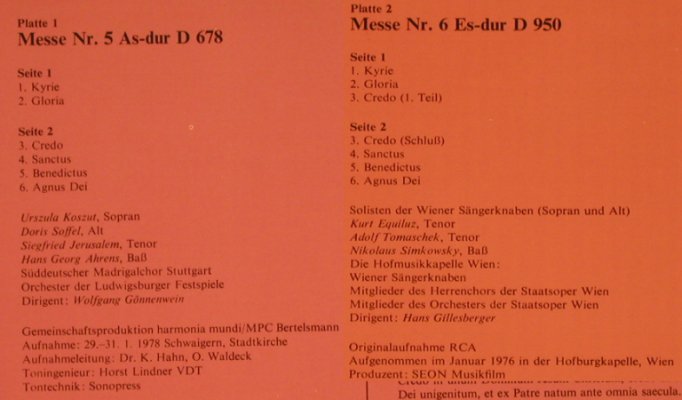 Platte 1
Messe Nr. 5 As-dur D 678
Seite 1
1. Kyrie
2. Gloria
Seite 2
3. Credo
4. Sanctus
5. Benedictus
6. Agnus Dei
Urszula Koszut, Sopran
Doris Soffel, Alt
Siegfried Jerusalem, Tenor
Hans Georg Ahrens, Baß
Süddeutscher Madrigalchor Stuttgart
Orchester der Ludwigsburger Festspiele
Dirigent: Wolfgang Gönnenwein
Gemeinschaftsproduktion harmonia mundi/MPC Bertelsmann
Aufnahme: 29.-31. 1. 1978 Schwaigern, Stadtkirche
Aufnahmeleitung: Dr. K. Hahn, O. Waldeck
Toningenieur: Horst Lindner VDT
Tontechnik: Sonopress
Platte 2
Messe Nr. 6 Es-dur D 950
Seite 1
1. Kyrie
2. Gloria
3. Credo (1. Teil)
Seite 2
3. Credo (Schluß)
4. Sanctus
5. Benedictus
6. Agnus Dei
Solisten der Wiener Sängerknaben (Sopran und Alt)
Kurt Equiluz, Tenor
Adolf Tomaschek, Tenor
Nikolaus Simkowsky, Baß
Die Hofmusikkapelle Wien:
Wiener Sängerknaben
Mitglieder des Herrenchors der Staatsoper Wien
Mitglieder des Orchesters der Staatsoper Wien
Dirigent: Hans Gillesberger
Originalaufnahme RCA
Aufgenommen im Januar 1976 in der Hofburgkapelle, Wien
Produzent: SEON Musikfilm
Dei unigenitum, et ex Patre natum ante omnia saecula.